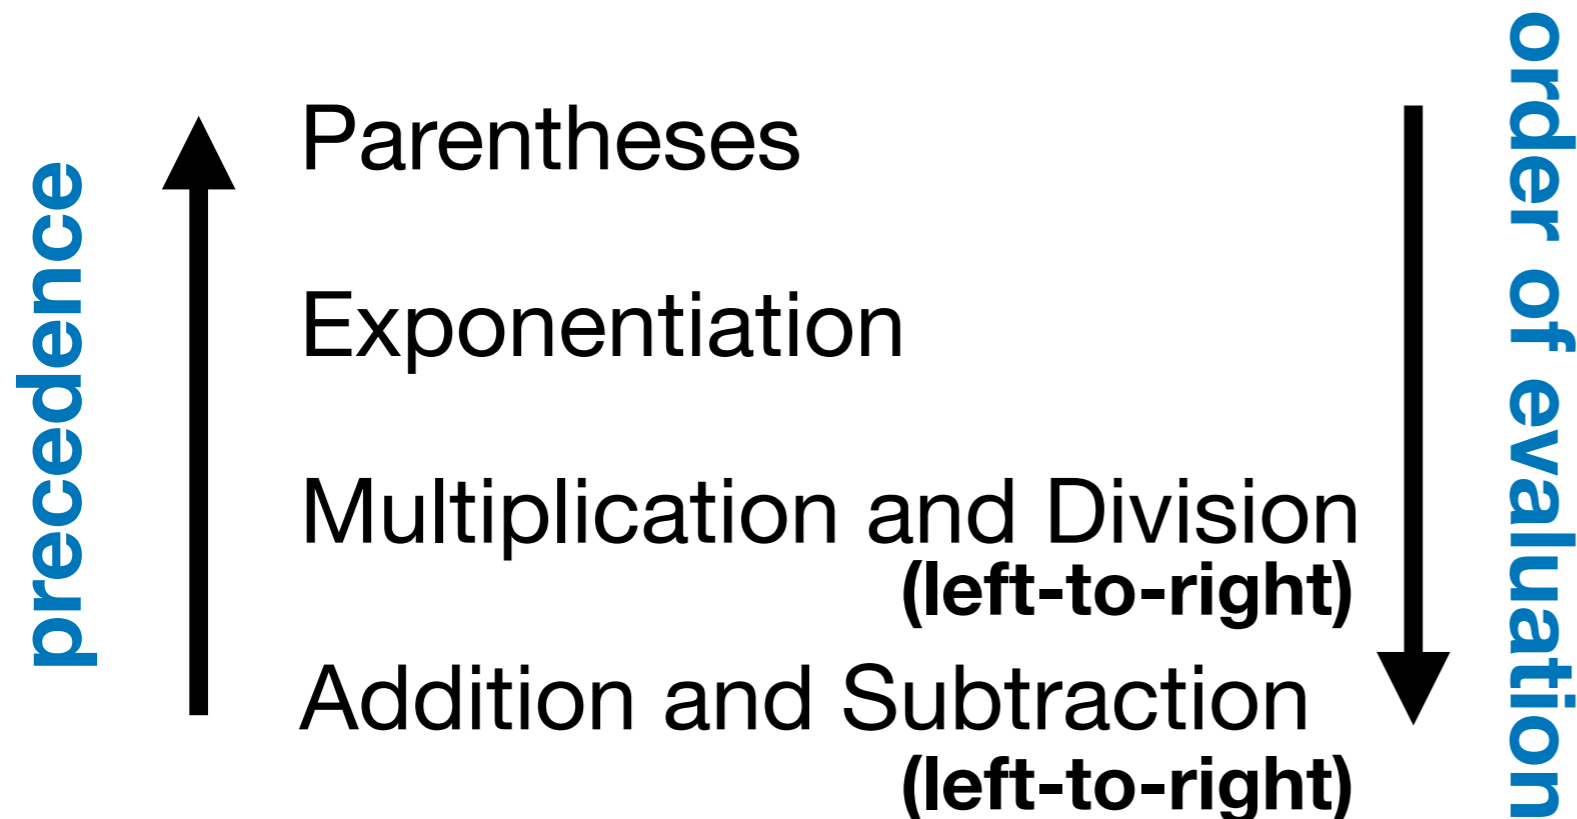 precedence
Parentheses
Exponentiation
Multiplication and Division
(left-to-right)
Addition and Subtraction
(left-to-right)
order of evaluation